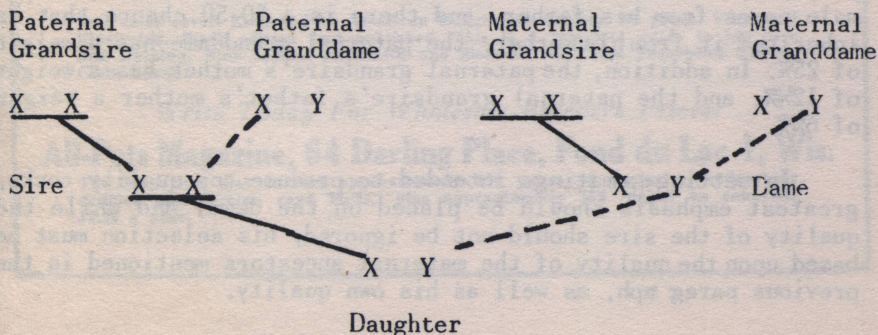 Paternal Paternal Maternal Maternal
Grandsire Granddame Grandsire Granddame
X X X Y X X X Y
Sire X X X Y Dame
X Y
Daughter